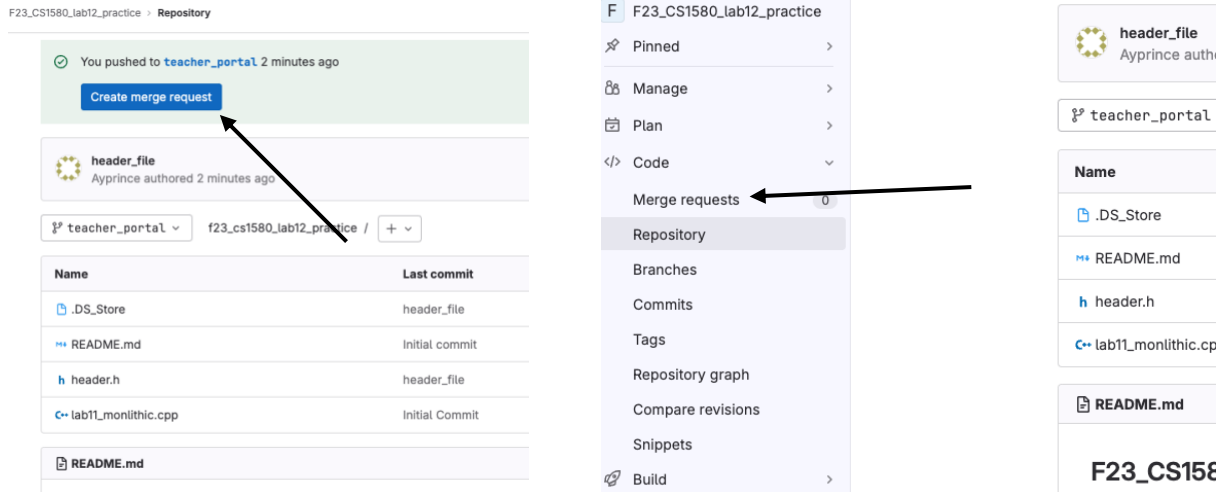 F23_CS1580_lab12_practice › Repository
You pushed to teacher_portal 2 minutes ago
Create merge request
header_file
Ayprince authored 2 minutes ago
teacher_portal
f23_cs1580_lab12_practice / +
Name Last commit
.DS_Store header_file
README.md Initial commit
header.h header_file
lab11_monlithic.cpp Initial Commit
README.md
F F23_CS1580_lab12_practice
Pinned
Manage
Plan
Code
Merge requests 0
Repository
Branches
Commits
Tags
Repository graph
Compare revisions
Snippets
Build
header_file
Ayprince
teacher_portal
Name
.DS_Store
README.md
header.h
README.md